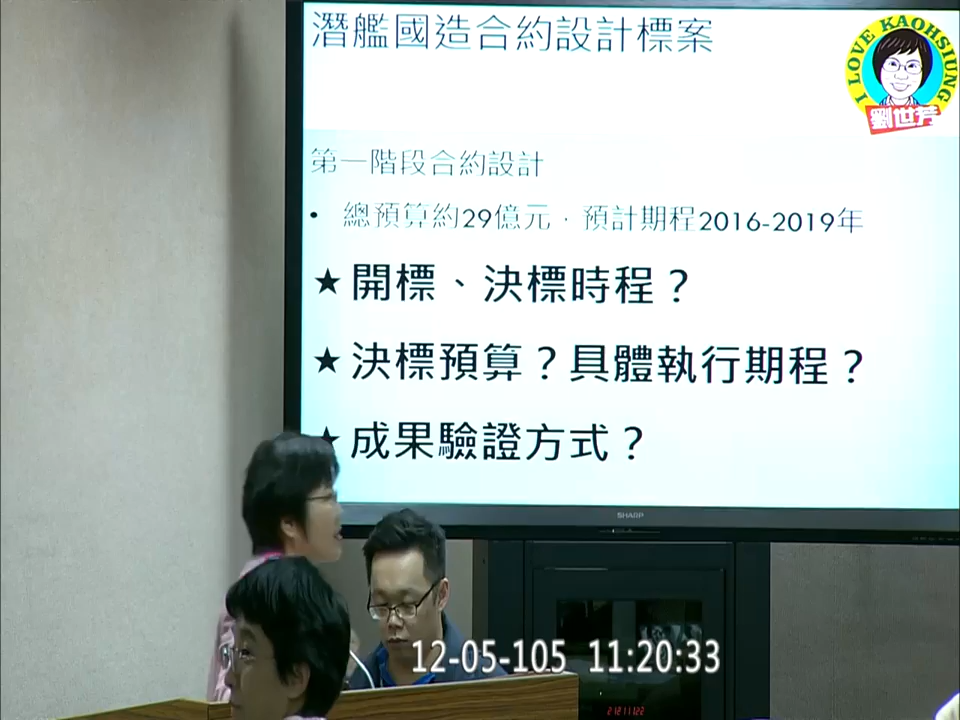 潛艦國造合約設計標案
I LOVE KAOHSIUNG
劉世芳
第一階段合約設計
• 總預算約29億元，預計期程2016-2019年
★開標、決標時程？
★決標預算？具體執行期程？
★成果驗證方式？
SHARP
12-05-105 11:20:33